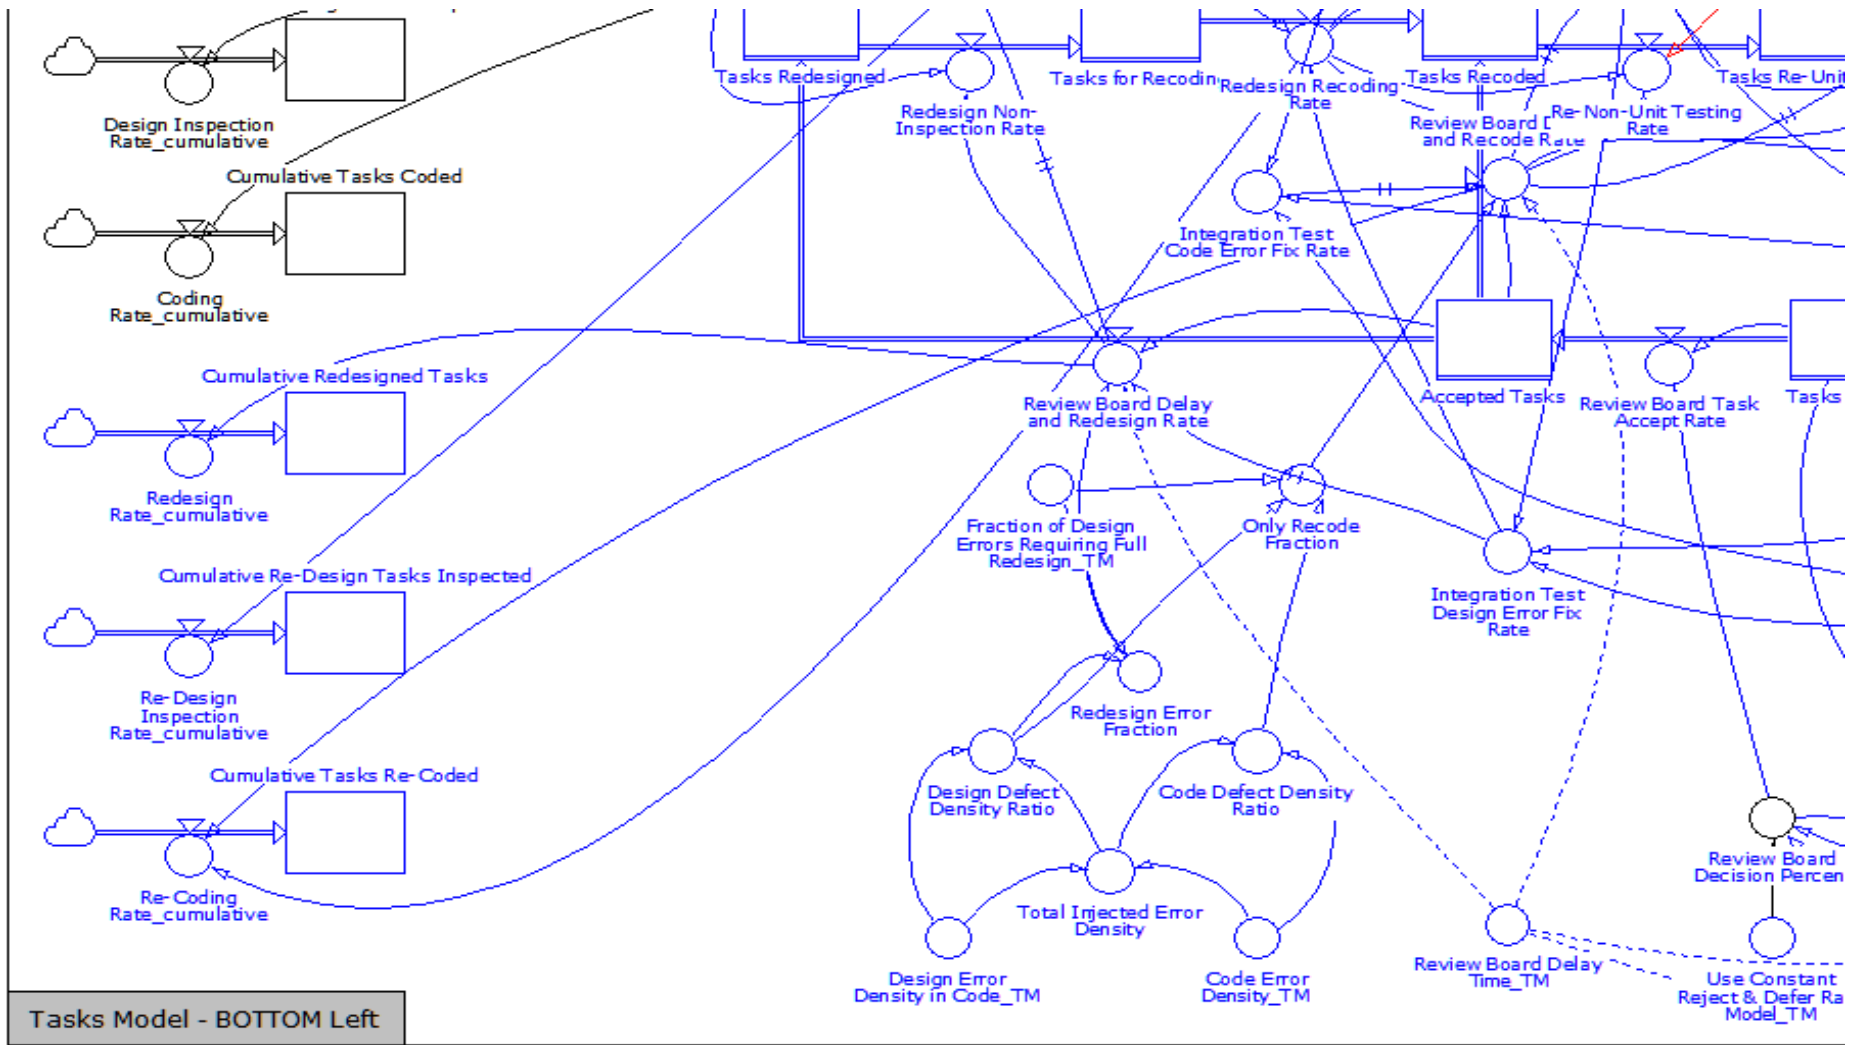 Tasks Redesigned
Tasks for Recodin
Redesign Recoding
Rate
Tasks Recoded
Tasks Re-Unit
Redesign Non-
Inspection Rate
Re-Non-Unit Testing
Rate
Review Board
and Recode Rate
Design Inspection
Rate_cumulative
Cumulative Tasks Coded
Integration Test
Code Error Fix Rate
Coding
Rate_cumulative
Cumulative Redesigned Tasks
Review Board Delay
and Redesign Rate
Accepted Tasks
Review Board Task
Accept Rate
Tasks
Redesign
Rate_cumulative
Fraction of Design
Errors Requiring Full
Redesign_TM
Only Recode
Fraction
Cumulative Re-Design Tasks Inspected
Integration Test
Design Error Fix
Rate
Re-Design
Inspection
Rate_cumulative
Redesign Error
Fraction
Cumulative Tasks Re-Coded
Design Defect
Density Ratio
Code Defect Density
Ratio
Re-Coding
Rate_cumulative
Review Board
Decision Percen
Total Injected Error
Density
Design Error
Density in Code_TM
Code Error
Density_TM
Review Board Delay
Time_TM
Use Constant
Reject & Defer Ra
Model_TM
Tasks Model - BOTTOM Left